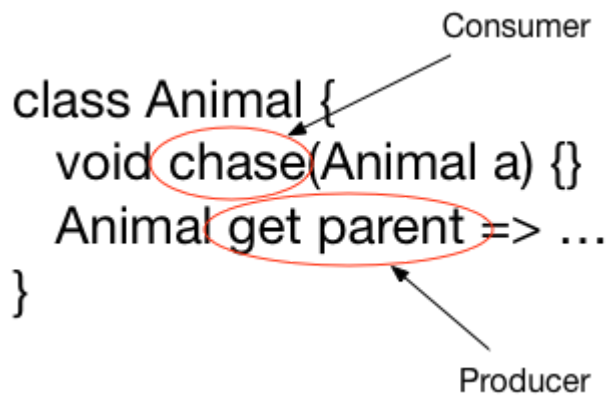 Consumer
class Animal {
void chase(Animal a) {}
Animal get parent => ...
}
Producer